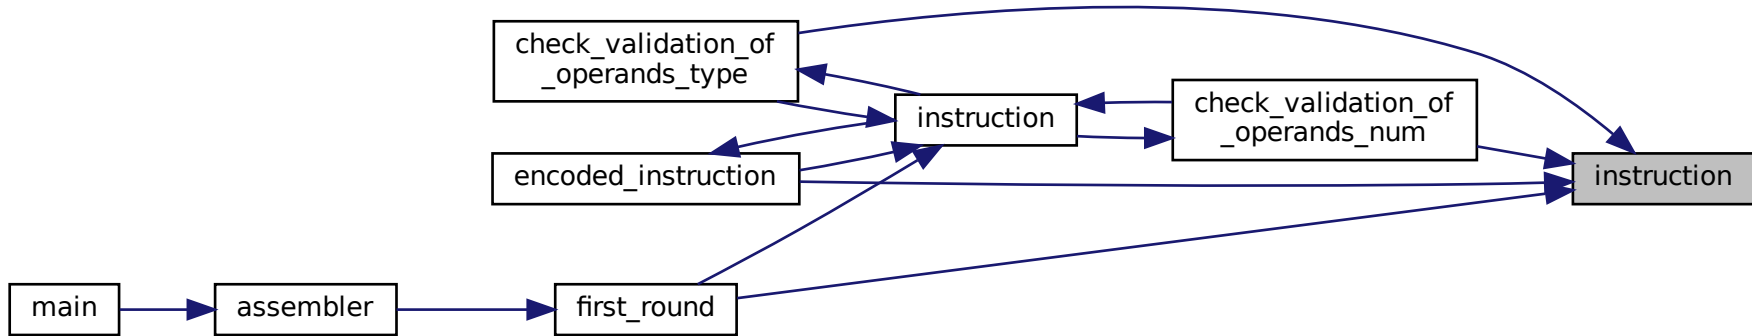 check_validation_of
_operands_type
instruction
check_validation_of
_operands_num
encoded_instruction
instruction
main
assembler
first_round